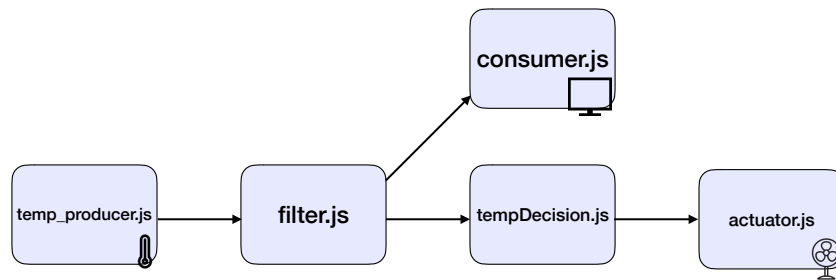 consumer.js
temp_producer.js
filter.js
tempDecision.js
actuator.js